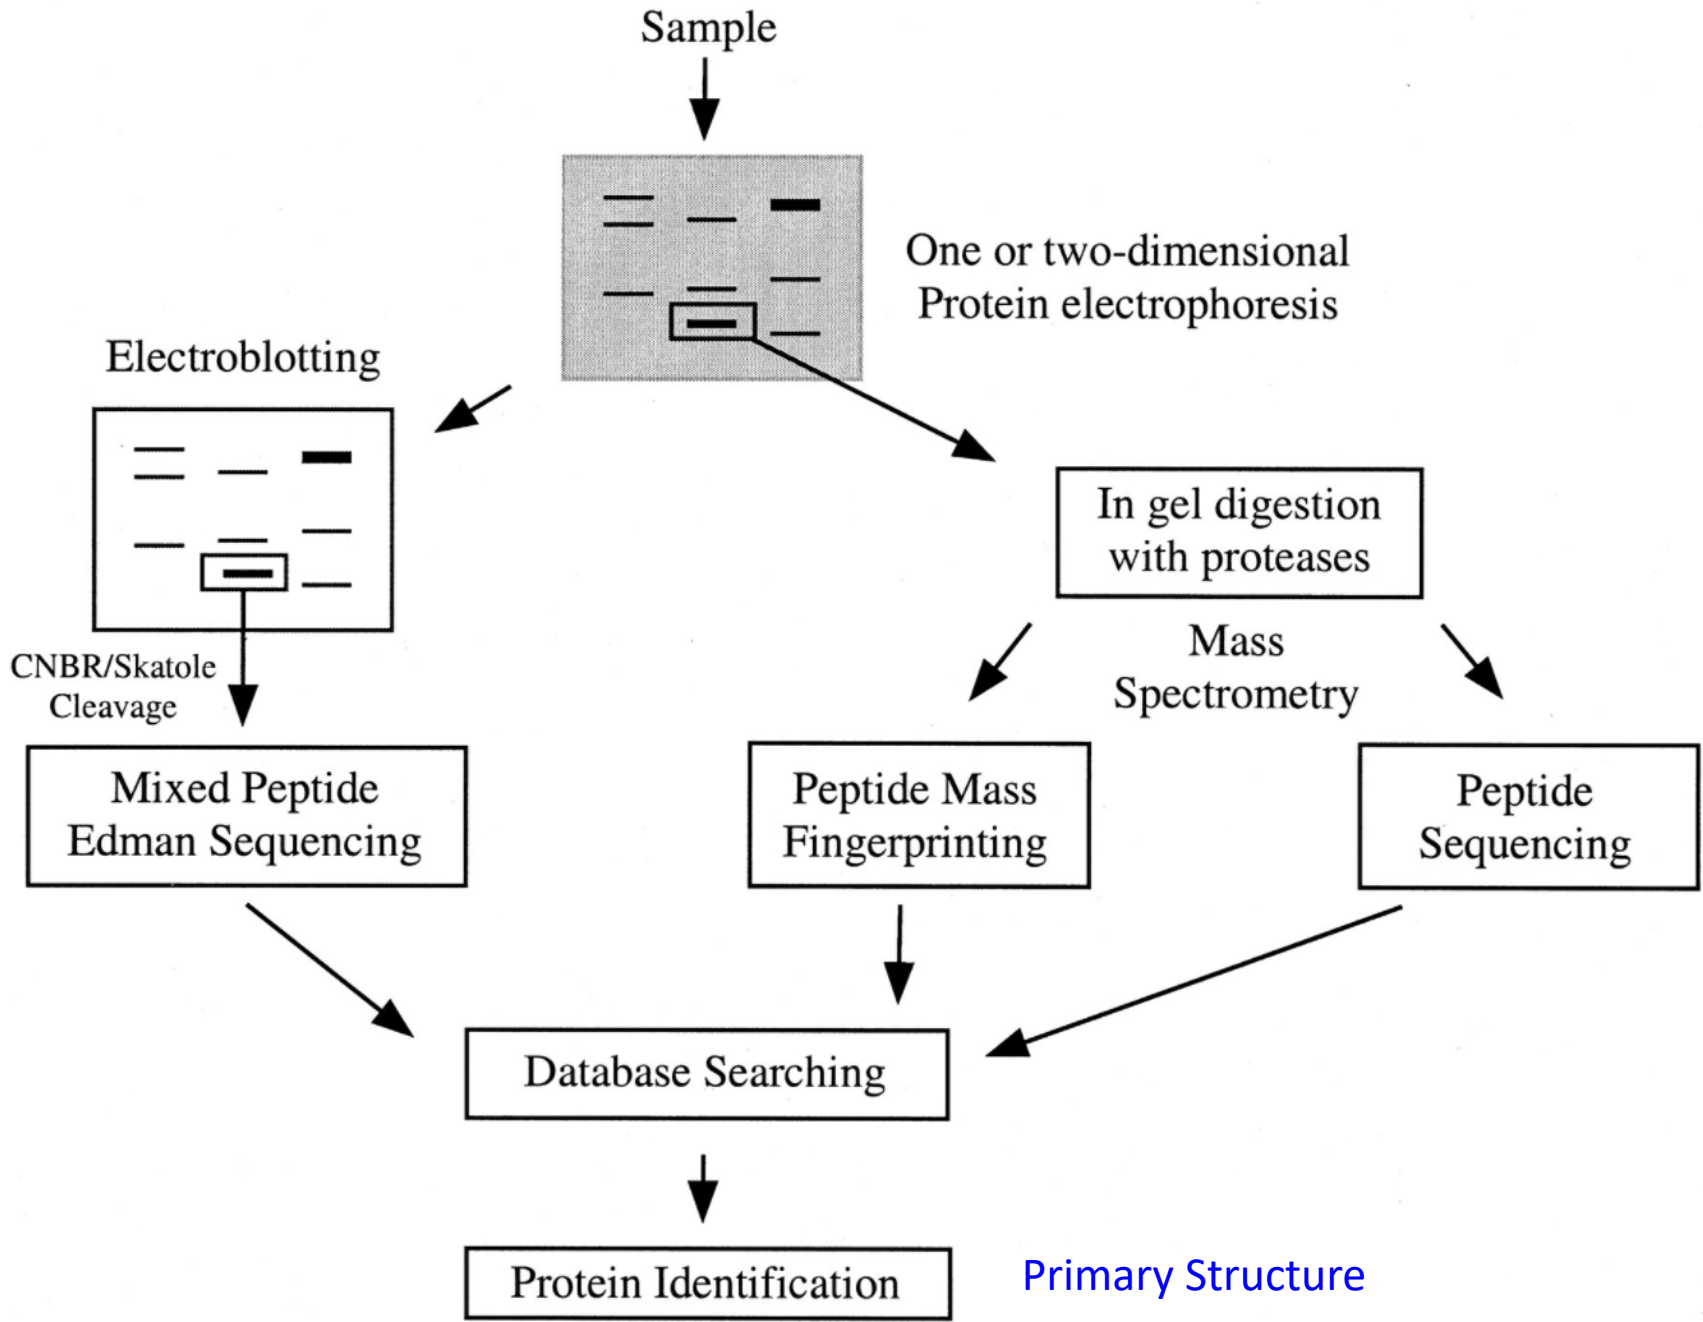 Sample
One or two-dimensional
Protein electrophoresis
Electroblotting
In gel digestion
with proteases
CNBR/Skatole
Cleavage
Mass
Spectrometry
Mixed Peptide
Edman Sequencing
Peptide Mass
Fingerprinting
Peptide
Sequencing
Database Searching
Protein Identification
Primary Structure